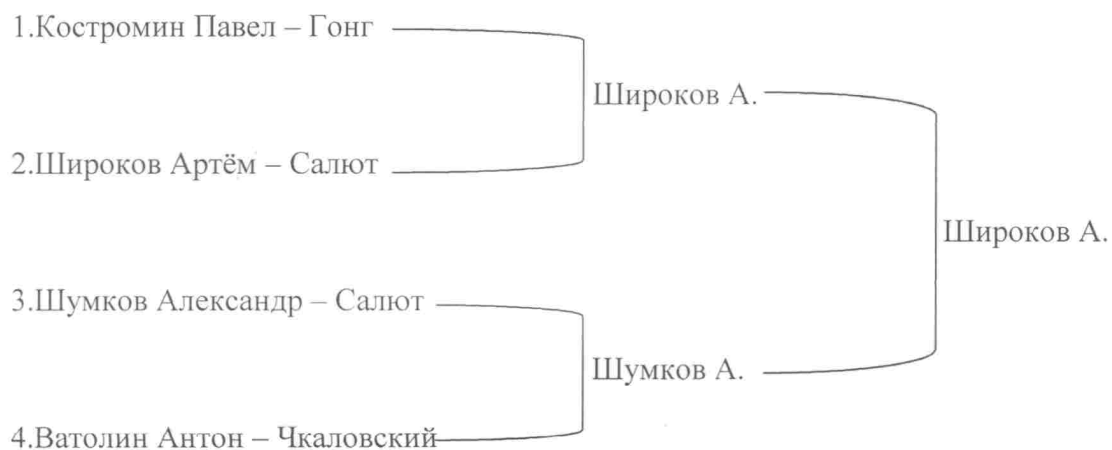 1.Костромин Павел – Гонг
Широков А.
2.Широков Артём – Салют
Широков А.
3.Шумков Александр – Салют
Шумков А.
4.Ватолин Антон – Чкаловский